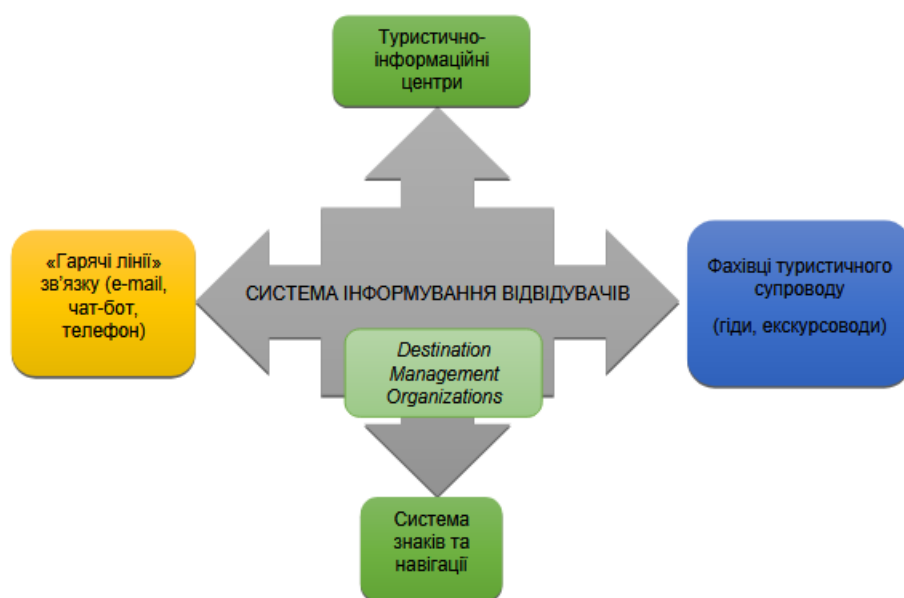 Туристично-
інформаційні
центри
«Гарячі лінії»
зв'язку (e-mail,
чат-бот,
телефон)
СИСТЕМА ІНФОРМУВАННЯ ВІДВІДУВАЧІВ
Фахівці туристичного
супроводу
(гіди, екскурсоводи)
Destination
Management
Organizations
Система
знаків та
навігації